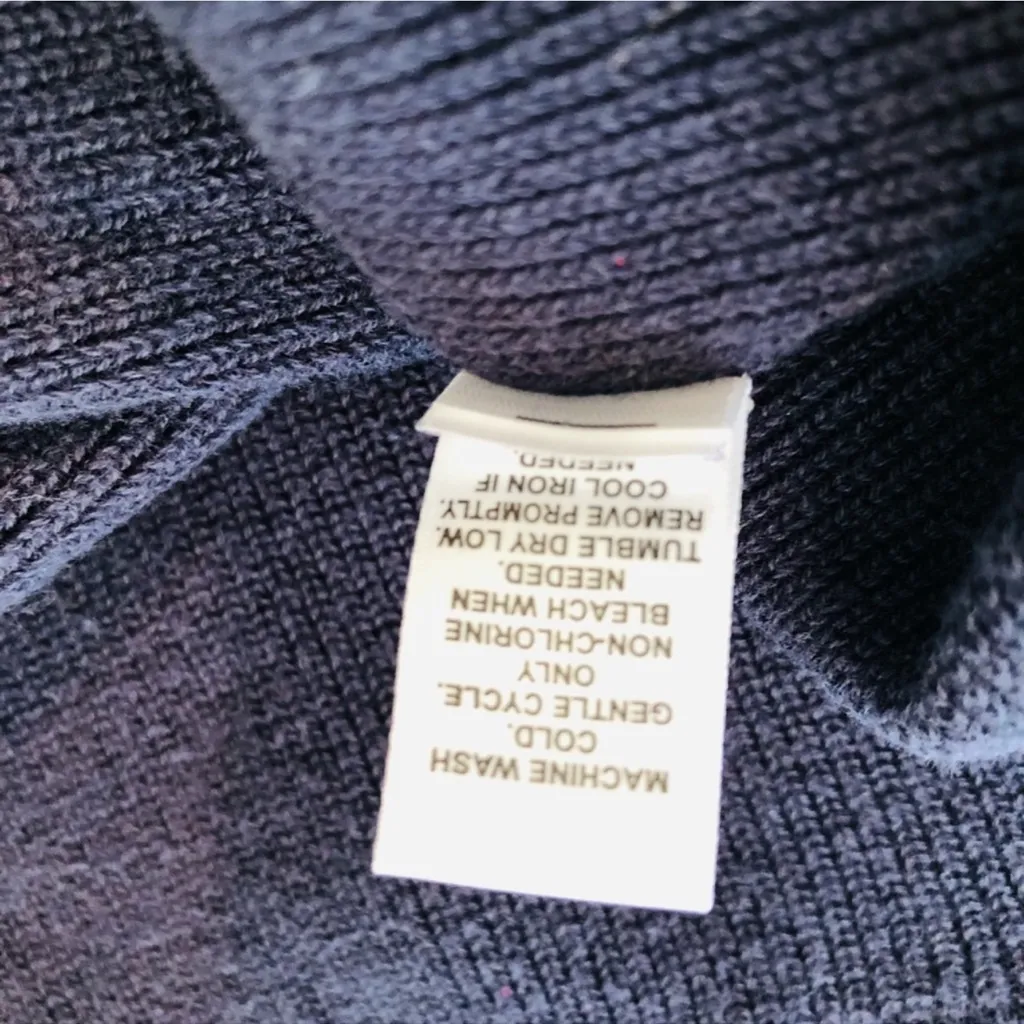 MACHINE WASH
COLD.
GENTLE CYCLE.
ONLY
NON-CHLORINE
BLEACH WHEN
NEEDED.
TUMBLE DRY LOW.
REMOVE PROMPTLY.
COOL IRON IF
NEEDED.